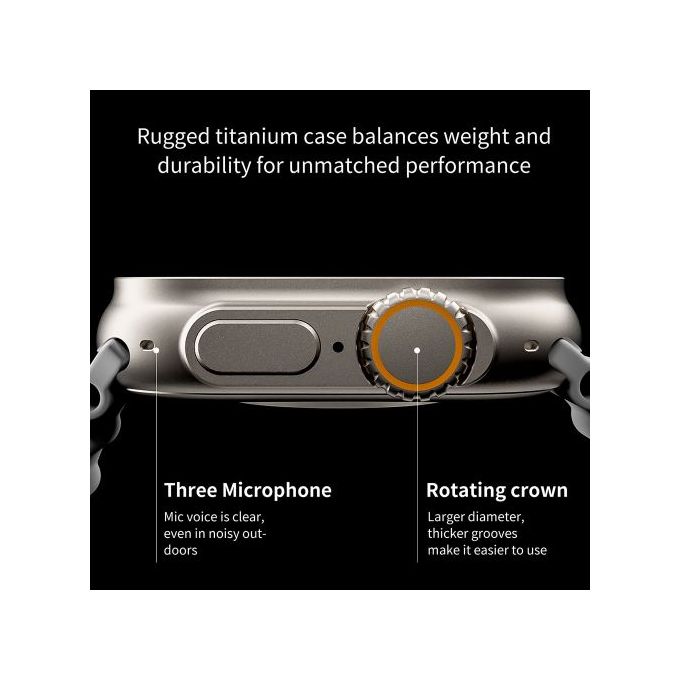 Rugged titanium case balances weight and
durability for unmatched performance
Three Microphone
Mic voice is clear,
even in noisy out-
doors
Rotating crown
Larger diameter,
thicker grooves
make it easier to use